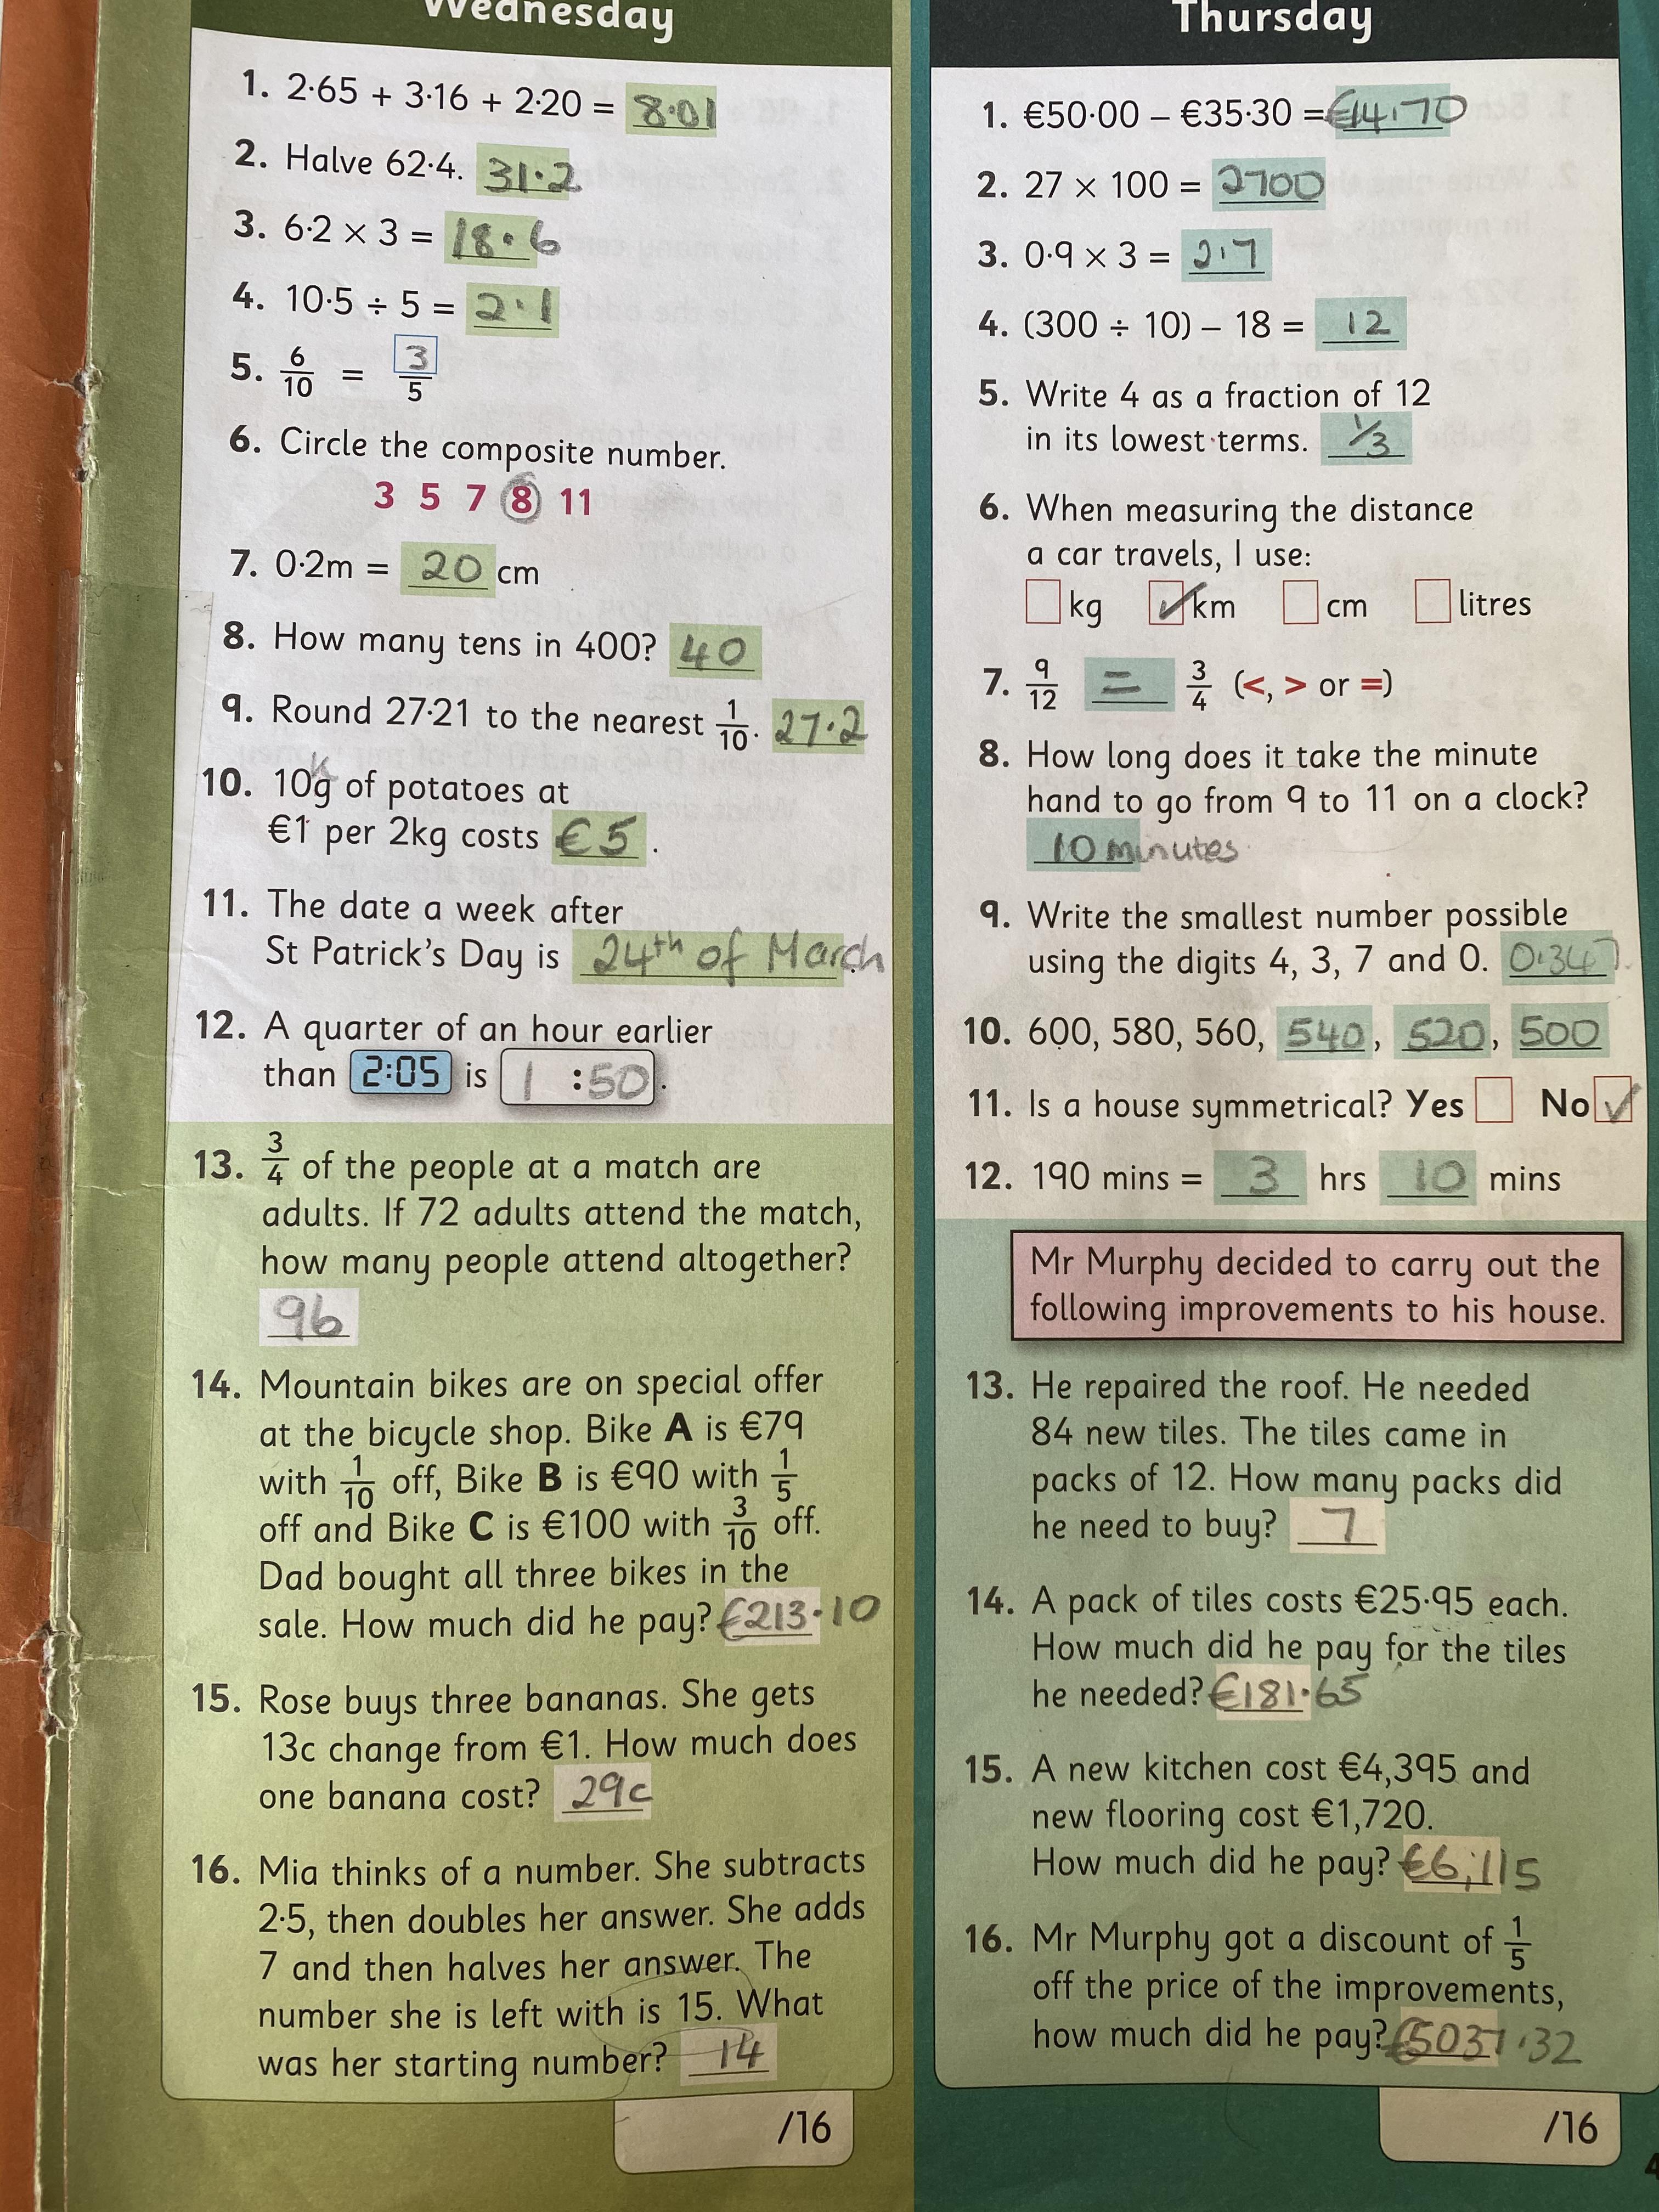 Wednesday
1. 2·65 + 3·16 + 2·20 = 8·01
2. Halve 62·4. 31·2
3. 6·2 × 3 = 18·6
4. 10·5 ÷ 5 = 2·1
5. 6/10 = 3/5
6. Circle the composite number.
3 5 7 8 11
7. 0·2m = 20 cm
8. How many tens in 400? 40
9. Round 27·21 to the nearest 1/10. 27·2
10. 10kg of potatoes at
€1 per 2kg costs €5.
11. The date a week after
St Patrick's Day is 24th of March.
12. A quarter of an hour earlier
than 2:05 is 1:50.
13. 3/4 of the people at a match are
adults. If 72 adults attend the match,
how many people attend altogether?
96
14. Mountain bikes are on special offer
at the bicycle shop. Bike A is €79
with 1/10 off, Bike B is €90 with 1/5
off and Bike C is €100 with 3/10 off.
Dad bought all three bikes in the
sale. How much did he pay? €213·10
15. Rose buys three bananas. She gets
13c change from €1. How much does
one banana cost? 29c
16. Mia thinks of a number. She subtracts
2·5, then doubles her answer. She adds
7 and then halves her answer. The
number she is left with is 15. What
was her starting number? 14
/16
Thursday
1. €50·00 – €35·30 = €14·70
2. 27 × 100 = 2700
3. 0·9 × 3 = 2·7
4. (300 ÷ 10) – 18 = 12
5. Write 4 as a fraction of 12
in its lowest terms. 1/3
6. When measuring the distance
a car travels, I use:
kg ✓ km cm litres
7. 9/12 = 3/4 (<, > or =)
8. How long does it take the minute
hand to go from 9 to 11 on a clock?
10 minutes
9. Write the smallest number possible
using the digits 4, 3, 7 and 0. 0·347
10. 600, 580, 560, 540, 520, 500
11. Is a house symmetrical? Yes No ✓
12. 190 mins = 3 hrs 10 mins
Mr Murphy decided to carry out the
following improvements to his house.
13. He repaired the roof. He needed
84 new tiles. The tiles came in
packs of 12. How many packs did
he need to buy? 7
14. A pack of tiles costs €25·95 each.
How much did he pay for the tiles
he needed? €181·65
15. A new kitchen cost €4,395 and
new flooring cost €1,720.
How much did he pay? €6,115
16. Mr Murphy got a discount of 1/5
off the price of the improvements,
how much did he pay? €5037·32
/16